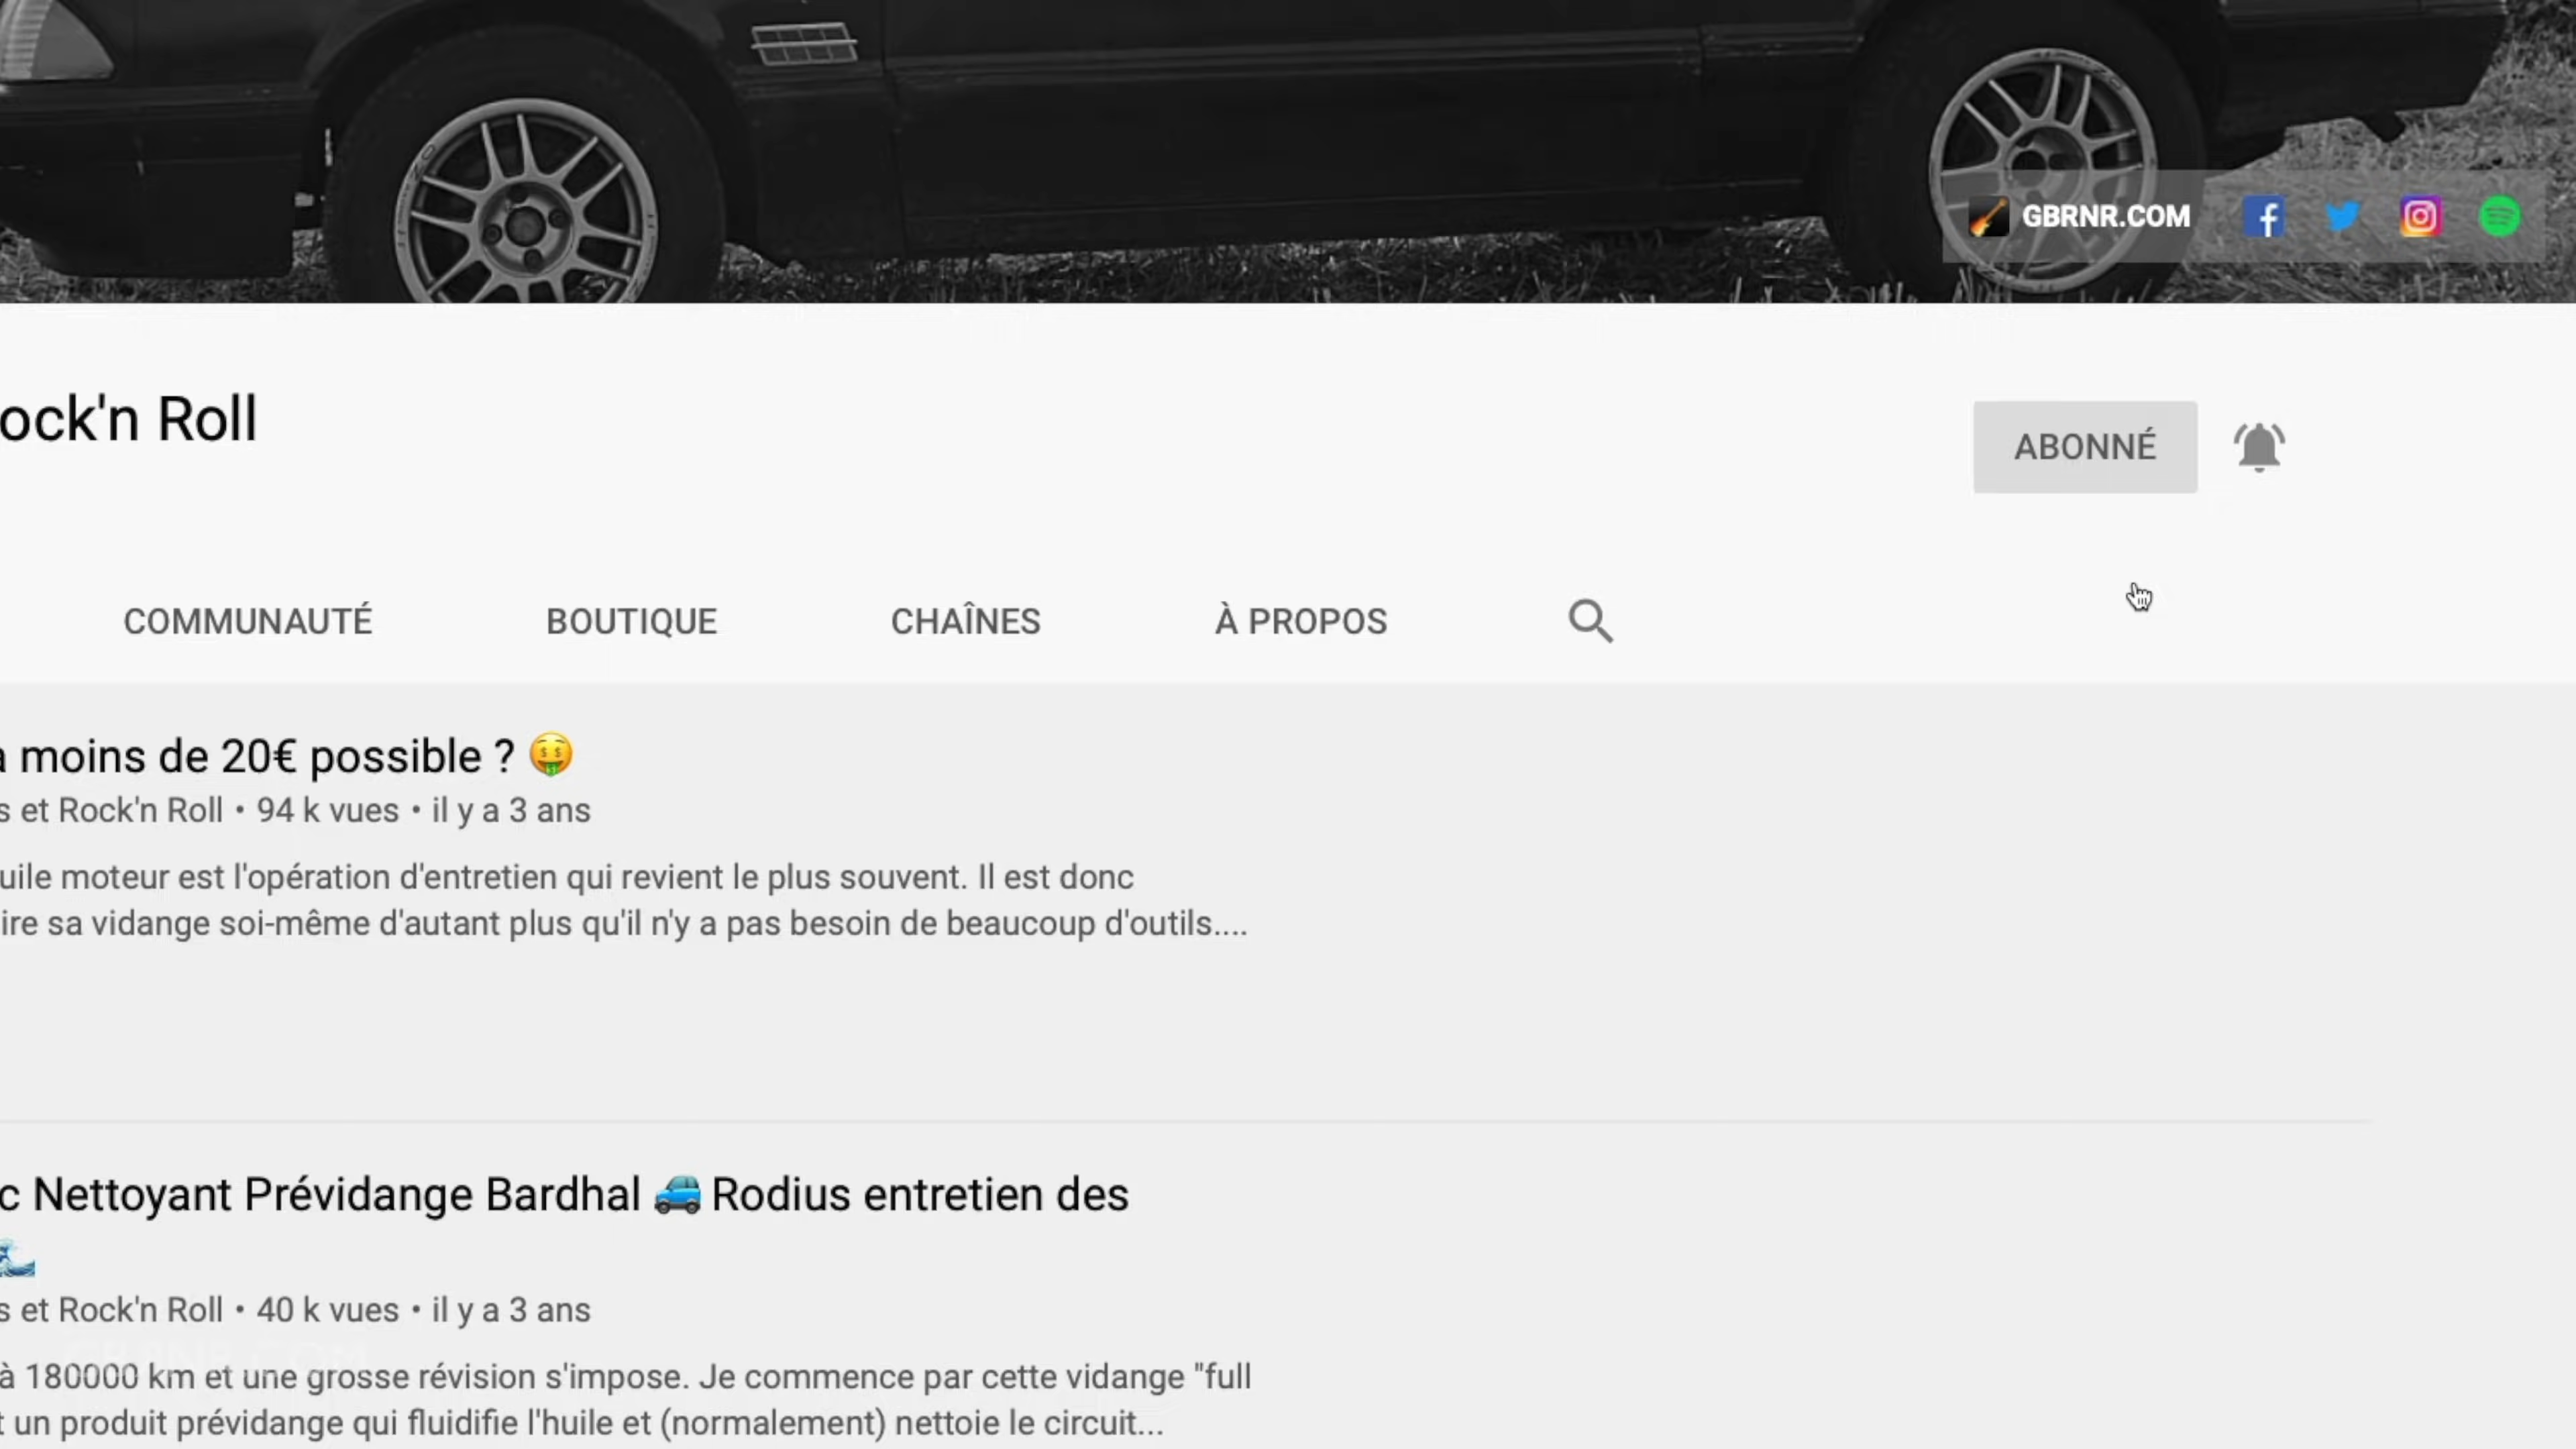 GBRNR.COM
ock'n Roll
ABONNÉ
COMMUNAUTÉ BOUTIQUE CHAÎNES À PROPOS
à moins de 20€ possible ? 🤑
s et Rock'n Roll • 94 k vues • il y a 3 ans
uile moteur est l'opération d'entretien qui revient le plus souvent. Il est donc
ire sa vidange soi-même d'autant plus qu'il n'y a pas besoin de beaucoup d'outils....
c Nettoyant Prévidange Bardhal 🚙 Rodius entretien des
🌊
s et Rock'n Roll • 40 k vues • il y a 3 ans
à 180000 km et une grosse révision s'impose. Je commence par cette vidange "full
t un produit prévidange qui fluidifie l'huile et (normalement) nettoie le circuit...